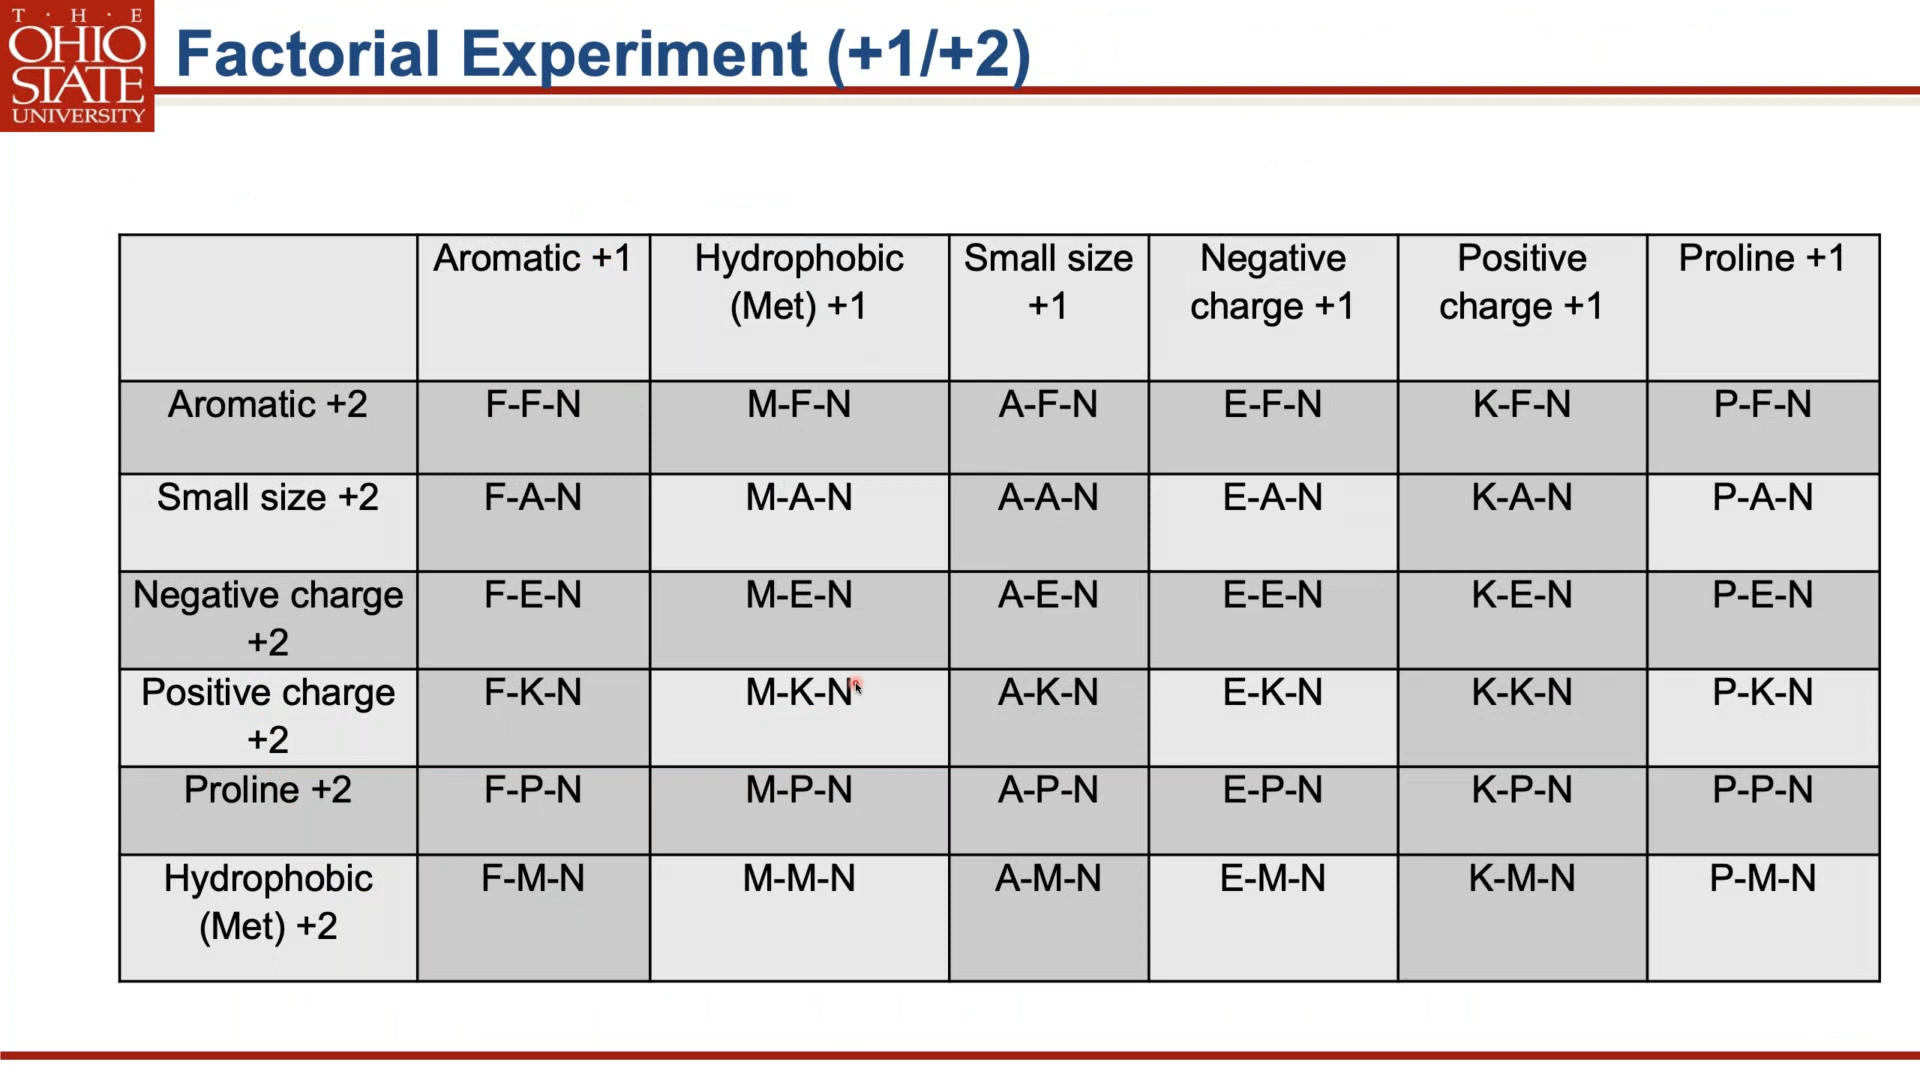 T · H · E
OHIO
STATE
UNIVERSITY
Factorial Experiment (+1/+2)
Aromatic +1
Hydrophobic
(Met) +1
Small size
+1
Negative
charge +1
Positive
charge +1
Proline +1
Aromatic +2
F-F-N
M-F-N
A-F-N
E-F-N
K-F-N
P-F-N
Small size +2
F-A-N
M-A-N
A-A-N
E-A-N
K-A-N
P-A-N
Negative charge
+2
F-E-N
M-E-N
A-E-N
E-E-N
K-E-N
P-E-N
Positive charge
+2
F-K-N
M-K-N
A-K-N
E-K-N
K-K-N
P-K-N
Proline +2
F-P-N
M-P-N
A-P-N
E-P-N
K-P-N
P-P-N
Hydrophobic
(Met) +2
F-M-N
M-M-N
A-M-N
E-M-N
K-M-N
P-M-N